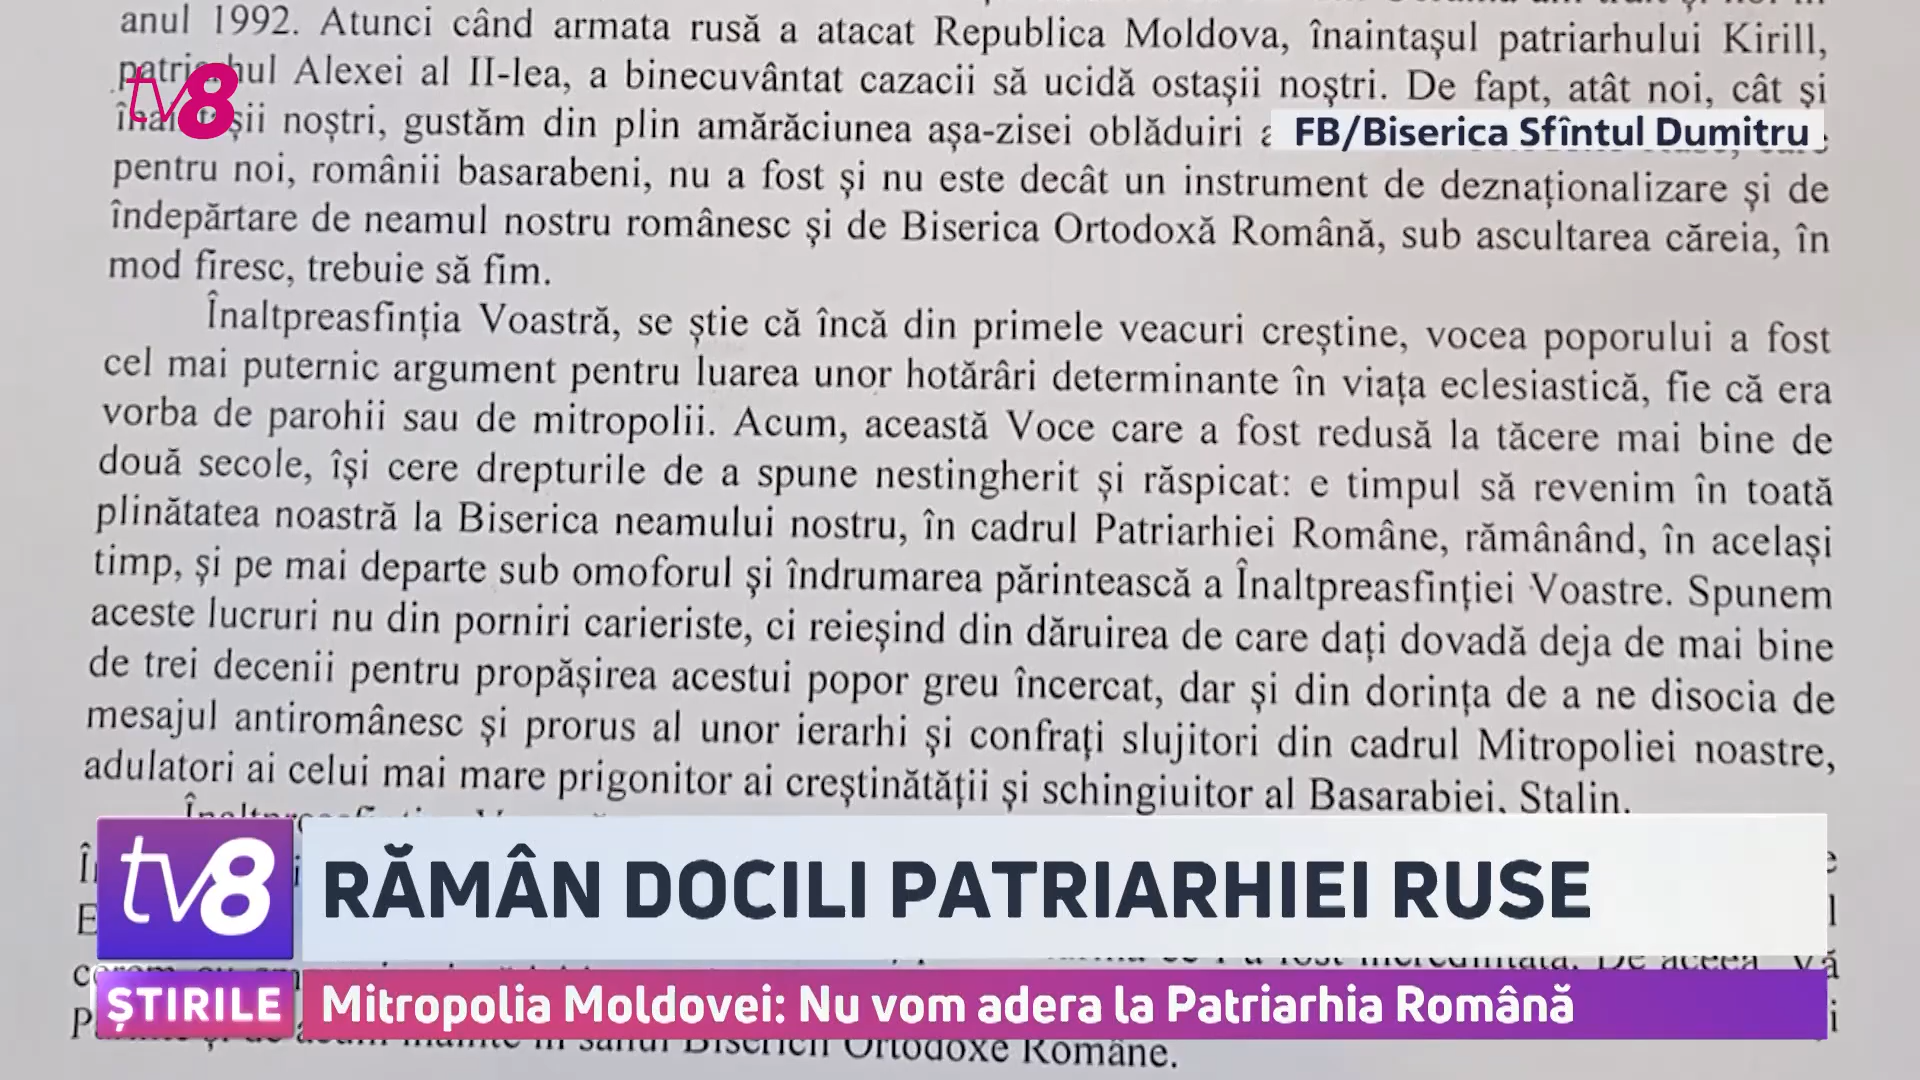 anul 1992. Atunci când armata rusă a atacat Republica Moldova, înaintașul patriarhului Kirill,
patriarhul Alexei al II-lea, a binecuvântat cazacii să ucidă ostașii noștri. De fapt, atât noi, cât și
tv8
noștri, gustăm din plin amărăciunea așa-zisei oblăduiri
FB/Biserica Sfîntul Dumitru
pentru noi, românii basarabeni, nu a fost și nu este decât un instrument de deznaționalizare și de
îndepărtare de neamul nostru românesc și de Biserica Ortodoxă Română, sub ascultarea căreia, în
mod firesc, trebuie să fim.
Înaltpreasfinția Voastră, se știe că încă din primele veacuri creștine, vocea poporului a fost
cel mai puternic argument pentru luarea unor hotărâri determinante în viața eclesiastică, fie că era
vorba de parohii sau de mitropolii. Acum, această Voce care a fost redusă la tăcere mai bine de
două secole, își cere drepturile de a spune nestingherit și răspicat: e timpul să revenim în toată
plinătatea noastră la Biserica neamului nostru, în cadrul Patriarhiei Române, rămânând, în același
timp, și pe mai departe sub omoforul și îndrumarea părintească a Înaltpreasfinției Voastre. Spunem
aceste lucruri nu din porniri carieriste, ci reieșind din dăruirea de care dați dovadă deja de mai bine
de trei decenii pentru propășirea acestui popor greu încercat, dar și din dorința de a ne disocia de
mesajul antiromânesc și prorus al unor ierarhi și confrați slujitori din cadrul Mitropoliei noastre,
adulatori ai celui mai mare prigonitor ai creștinătății și schingiuitor al Basarabiei, Stalin.
tv8
RĂMÂN DOCILI PATRIARHIEI RUSE
De aceea, Vă
ȘTIRILE
Mitropolia Moldovei: Nu vom adera la Patriarhia Română
în sânul Bisericii Ortodoxe Române.